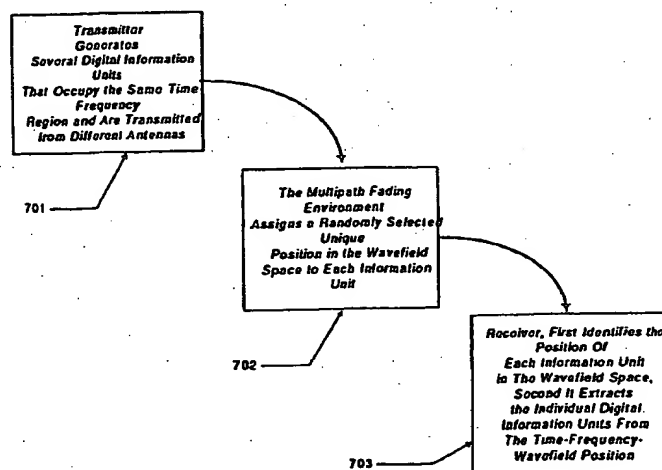 Transmitter
Generates
Several Digital Information
Units
That Occupy the Same Time
Frequency
Region and Are Transmitted
from Different Antennas
701
The Multipath Fading
Environment
Assigns a Randomly Selected
Unique
Position in the Wavefield
Space to Each Information
Unit
702
Receiver, First Identifies the
Position Of
Each Information Unit
in The Wavefield Space,
Second it Extracts
the Individual Digital
Information Units From
The Time-Frequency-
Wavefield Position
703